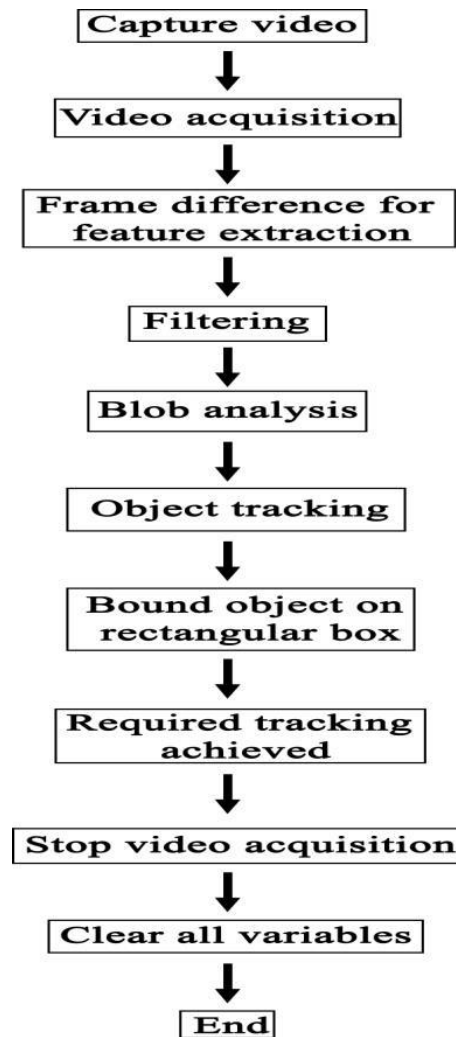 Capture video
Video acquisition
Frame difference for
feature extraction
Filtering
Blob analysis
Object tracking
Bound object on
rectangular box
Required tracking
achieved
Stop video acquisition
Clear all variables
End